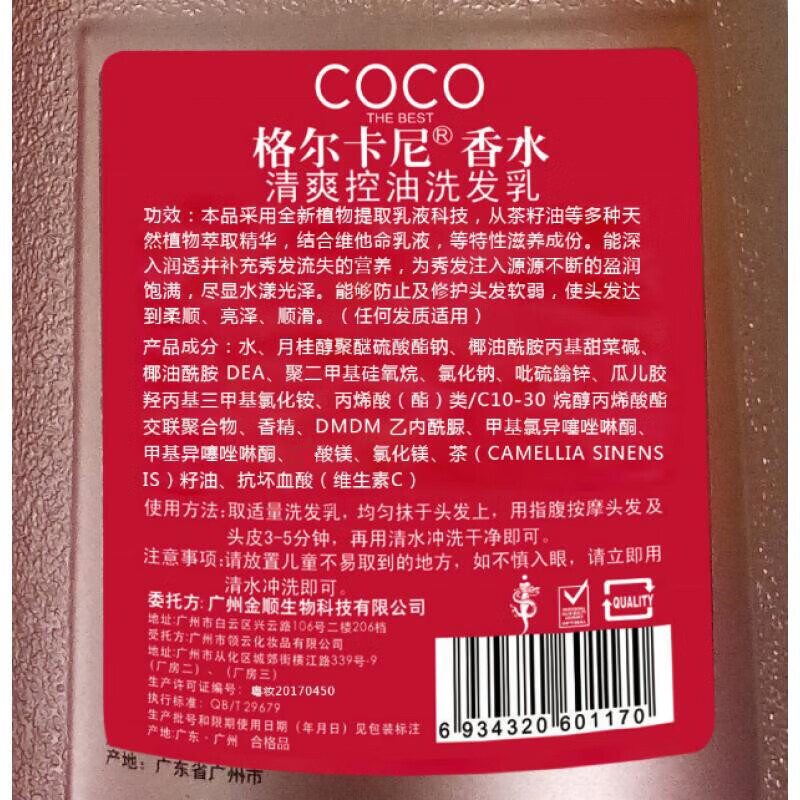 COCO
THE BEST
格尔卡尼® 香水
清爽控油洗发乳
功效：本品采用全新植物提取乳液科技，从茶籽油等多种天
然植物萃取精华，结合维他命乳液，等特性滋养成份。能深
入润透并补充秀发流失的营养，为秀发注入源源不断的盈润
饱满，尽显水漾光泽。能够防止及修护头发软弱，使头发达
到柔顺、亮泽、顺滑。（任何发质适用）
产品成分：水、月桂醇聚醚硫酸酯钠、椰油酰胺丙基甜菜碱、
椰油酰胺 DEA、聚二甲基硅氧烷、氯化钠、吡硫鎓锌、瓜儿胶
羟丙基三甲基氯化铵、丙烯酸（酯）类/C10-30 烷醇丙烯酸酯
交联聚合物、香精、DMDM 乙内酰脲、甲基氯异噻唑啉酮、
甲基异噻唑啉酮、 酸镁、氯化镁、茶（CAMELLIA SINENS
IS）籽油、抗坏血酸（维生素C）
使用方法:取适量洗发乳，均匀抹于头发上，用指腹按摩头发及
头皮3-5分钟，再用清水冲洗干净即可。
注意事项:请放置儿童不易取到的地方，如不慎入眼，请立即用
清水冲洗即可。
委托方:广州金顺生物科技有限公司
地址:广州市白云区兴云路106号二楼206档
受托方:广州市领云化妆品有限公司
地址:广州市从化区城郊街横江路339号-9
（厂房二）、（厂房三）
生产许可证编号：粤妆20170450
执行标准：QB/T29679
生产批号和限期使用日期（年月日）见包装标注
产地:广东·广州 合格品
QUALITY
6 934320 601170
产地：广东省广州市